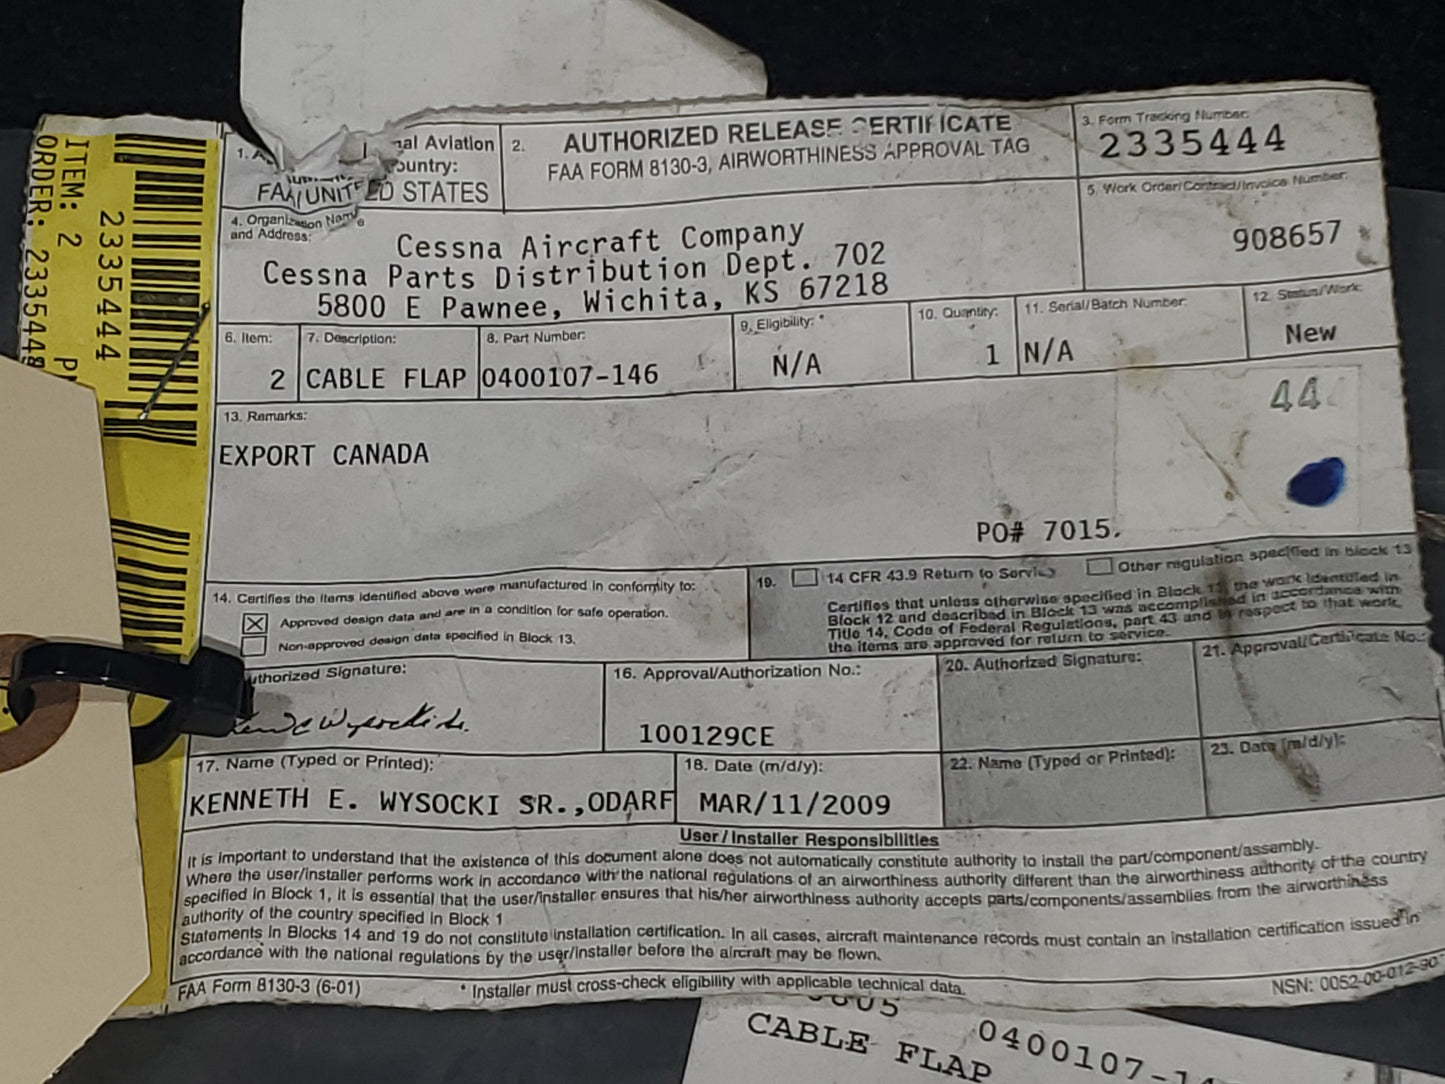 ITEM: 2
ORDER: 2335448
2335444
nal Aviation
1. A
ountry:
FAA/UNITED STATES
2.
AUTHORIZED RELEASE CERTIFICATE
FAA FORM 8130-3, AIRWORTHINESS APPROVAL TAG
3. Form Tracking Number:
2335444
4. Organization Name
and Address:
Cessna Aircraft Company
Cessna Parts Distribution Dept. 702
5800 E Pawnee, Wichita, KS 67218
5. Work Order/Contract/Invoice Number:
908657
6. Item:
2
7. Description:
CABLE FLAP
8. Part Number:
0400107-146
9. Eligibility: *
N/A
10. Quantity:
1
11. Serial/Batch Number:
N/A
12. Status/Work:
New
13. Remarks:
EXPORT CANADA
44
PO# 7015.
14. Certifies the items identified above were manufactured in conformity to:
Approved design data and are in a condition for safe operation.
Non-approved design data specified in Block 13.
19.
14 CFR 43.9 Return to Service
Other regulation specified in block 13
Certifies that unless otherwise specified in Block 13, the work identified in
Block 12 and described in Block 13 was accomplished in accordance with
Title 14, Code of Federal Regulations, part 43 and in respect to that work,
the items are approved for return to service.
uthorized Signature:
Wysocki Sr.
16. Approval/Authorization No.:
100129CE
20. Authorized Signature:
21. Approval/Certificate No.:
17. Name (Typed or Printed):
KENNETH E. WYSOCKI SR.,ODARF
18. Date (m/d/y):
MAR/11/2009
22. Name (Typed or Printed):
23. Date (m/d/y):
User/Installer Responsibilities
It is important to understand that the existence of this document alone does not automatically constitute authority to install the part/component/assembly.
Where the user/installer performs work in accordance with the national regulations of an airworthiness authority different than the airworthiness authority of the country
specified in Block 1, it is essential that the user/installer ensures that his/her airworthiness authority accepts parts/components/assemblies from the airworthiness
authority of the country specified in Block 1
Statements in Blocks 14 and 19 do not constitute installation certification. In all cases, aircraft maintenance records must contain an installation certification issued in
accordance with the national regulations by the user/installer before the aircraft may be flown.
FAA Form 8130-3 (6-01)
* Installer must cross-check eligibility with applicable technical data.
NSN: 0052-00-012-90
0400107-14
CABLE FLAP